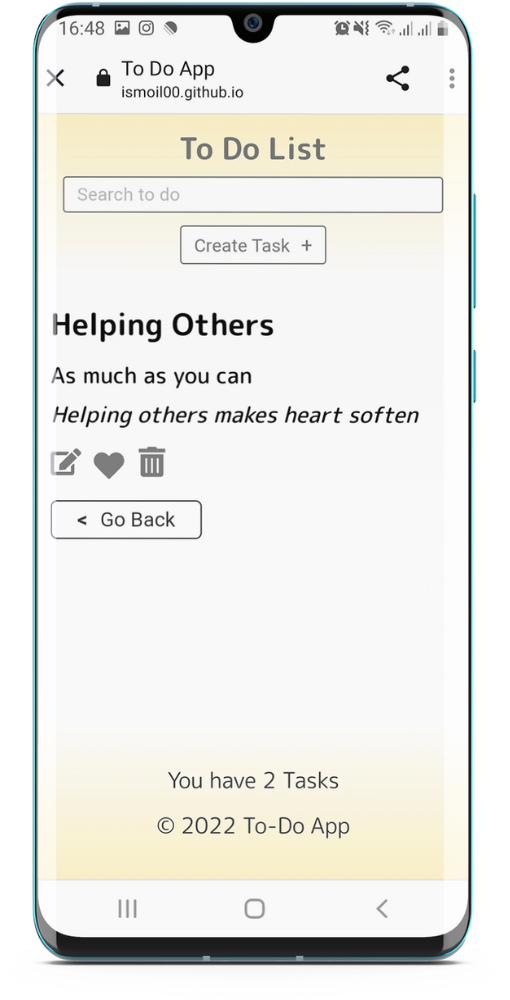 16:48
To Do App
ismoil00.github.io
To Do List
Search to do
Create Task +
Helping Others
As much as you can
Helping others makes heart soften
< Go Back
You have 2 Tasks
© 2022 To-Do App